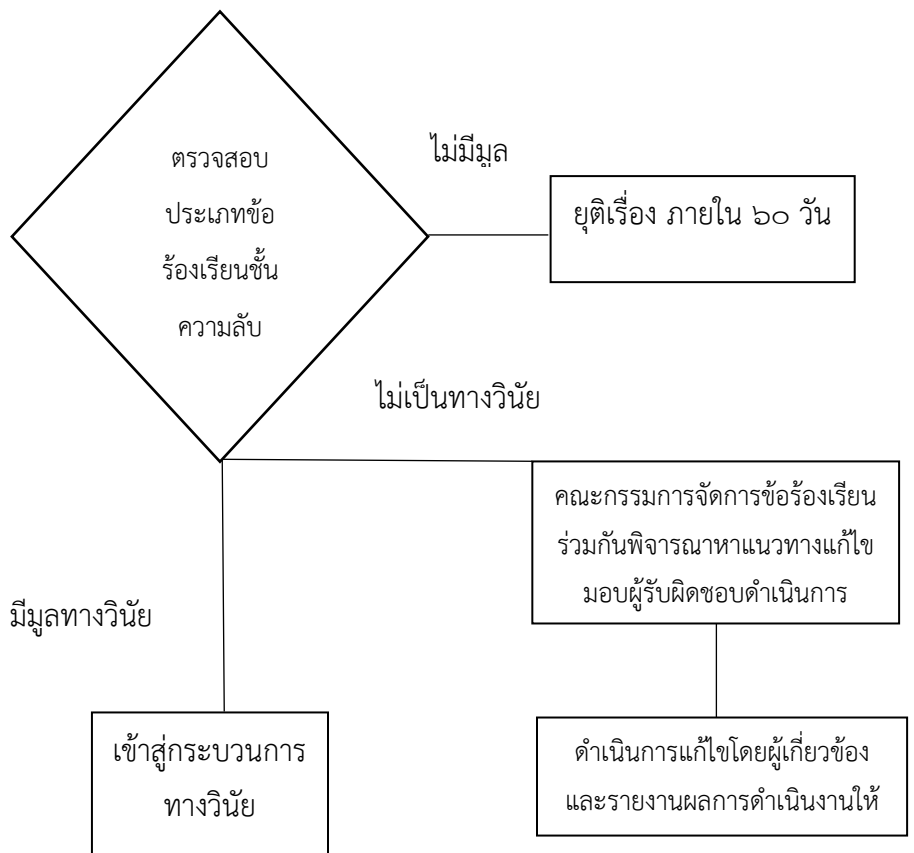 ตรวจสอบ
ประเภทข้อ
ร้องเรียนชั้น
ความลับ
ไม่มีมูล
ยุติเรื่อง ภายใน ๖๐ วัน
ไม่เป็นทางวินัย
คณะกรรมการจัดการข้อร้องเรียน
ร่วมกันพิจารณาหาแนวทางแก้ไข
มอบผู้รับผิดชอบดำเนินการ
มีมูลทางวินัย
เข้าสู่กระบวนการ
ทางวินัย
ดำเนินการแก้ไขโดยผู้เกี่ยวข้อง
และรายงานผลการดำเนินงานให้